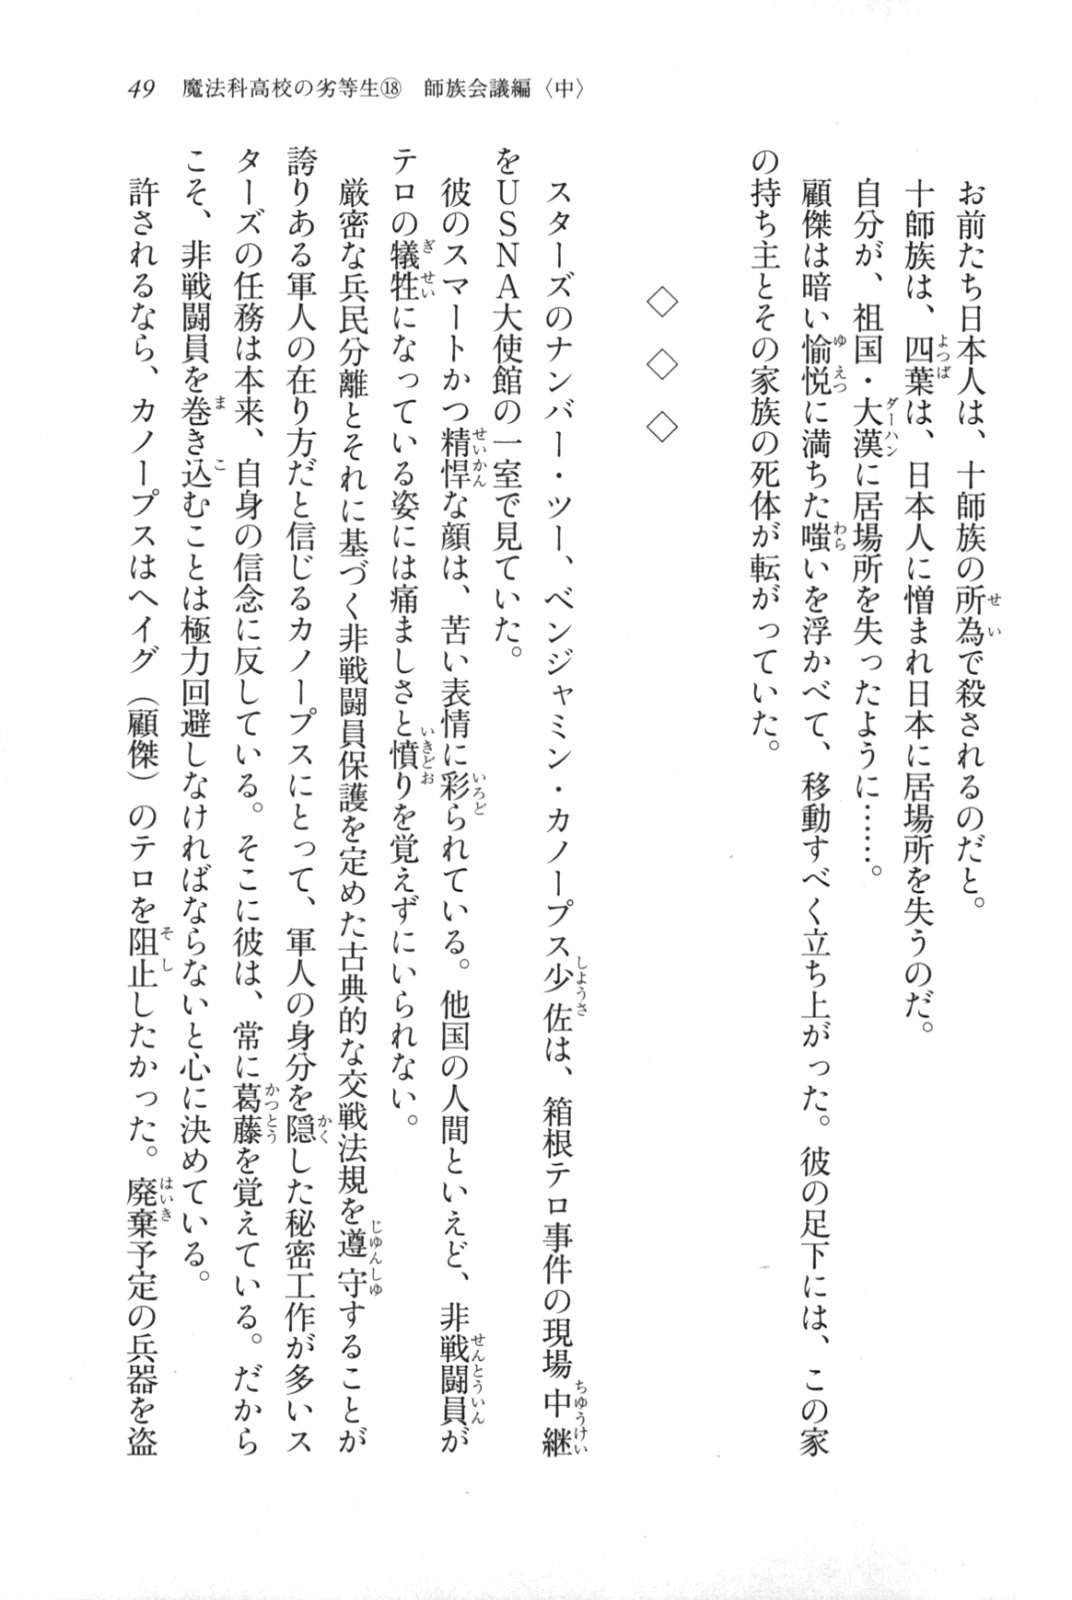 49　魔法科高校の劣等生⑱　師族会議編〈中〉
お前たち日本人は、十師族の所為で殺されるのだと。
十師族は、四葉は、日本人に憎まれ日本に居場所を失うのだ。
自分が、祖国・大漢に居場所を失ったように……。
顧傑は暗い愉悦に満ちた嗤いを浮かべて、移動すべく立ち上がった。彼の足下には、この家
の持ち主とその家族の死体が転がっていた。
◇　◇　◇
スターズのナンバー・ツー、ベンジャミン・カノープス少佐は、箱根テロ事件の現場中継
をＵＳＮＡ大使館の一室で見ていた。
彼のスマートかつ精悍な顔は、苦い表情に彩られている。他国の人間といえど、非戦闘員が
テロの犠牲になっている姿には痛ましさと憤りを覚えずにいられない。
厳密な兵民分離とそれに基づく非戦闘員保護を定めた古典的な交戦法規を遵守することが
誇りある軍人の在り方だと信じるカノープスにとって、軍人の身分を隠した秘密工作が多いス
ターズの任務は本来、自身の信念に反している。そこに彼は、常に葛藤を覚えている。だから
こそ、非戦闘員を巻き込むことは極力回避しなければならないと心に決めている。
許されるなら、カノープスはヘイグ（顧傑）のテロを阻止したかった。廃棄予定の兵器を盗